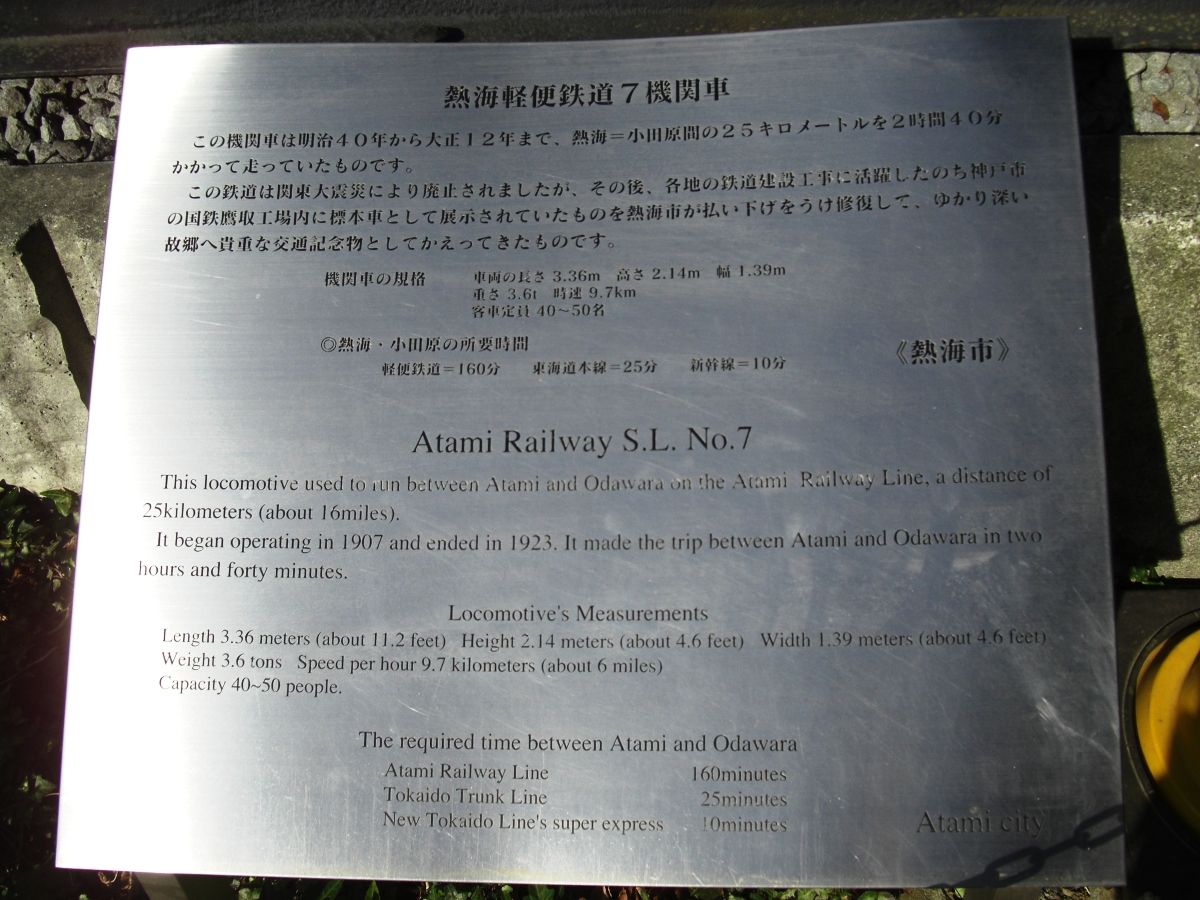 熱海軽便鉄道７機関車
この機関車は明治４０年から大正１２年まで、熱海＝小田原間の２５キロメートルを２時間４０分
かかって走っていたものです。
この鉄道は関東大震災により廃止されましたが、その後、各地の鉄道建設工事に活躍したのち神戸市
の国鉄鷹取工場内に標本車として展示されていたものを熱海市が払い下げをうけ修復して、ゆかり深い
故郷へ貴重な交通記念物としてかえってきたものです。
機関車の規格　車両の長さ 3.36m　高さ 2.14m　幅 1.39m
重さ 3.6t　時速 9.7km
客車定員 40～50名
◎熱海・小田原の所要時間
軽便鉄道＝160分　東海道本線＝25分　新幹線＝10分
《熱海市》
Atami Railway S.L. No.7
This locomotive used to run between Atami and Odawara on the Atami Railway Line, a distance of
25kilometers (about 16miles).
It began operating in 1907 and ended in 1923. It made the trip between Atami and Odawara in two
hours and forty minutes.
Locomotive's Measurements
Length 3.36 meters (about 11.2 feet) Height 2.14 meters (about 4.6 feet) Width 1.39 meters (about 4.6 feet)
Weight 3.6 tons Speed per hour 9.7 kilometers (about 6 miles)
Capacity 40~50 people.
The required time between Atami and Odawara
Atami Railway Line 160minutes
Tokaido Trunk Line 25minutes
New Tokaido Line's super express 10minutes
Atami city